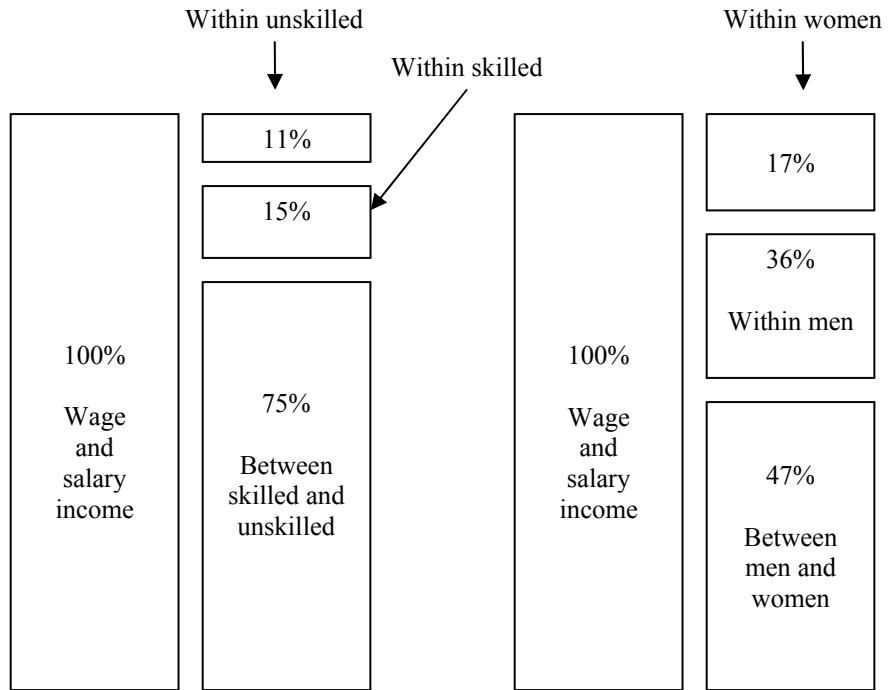 Within unskilled
Within women
Within skilled
11%
15%
100%
Wage
and
salary
income
75%
Between
skilled and
unskilled
100%
Wage
and
salary
income
17%
36%
Within men
47%
Between
men and
women